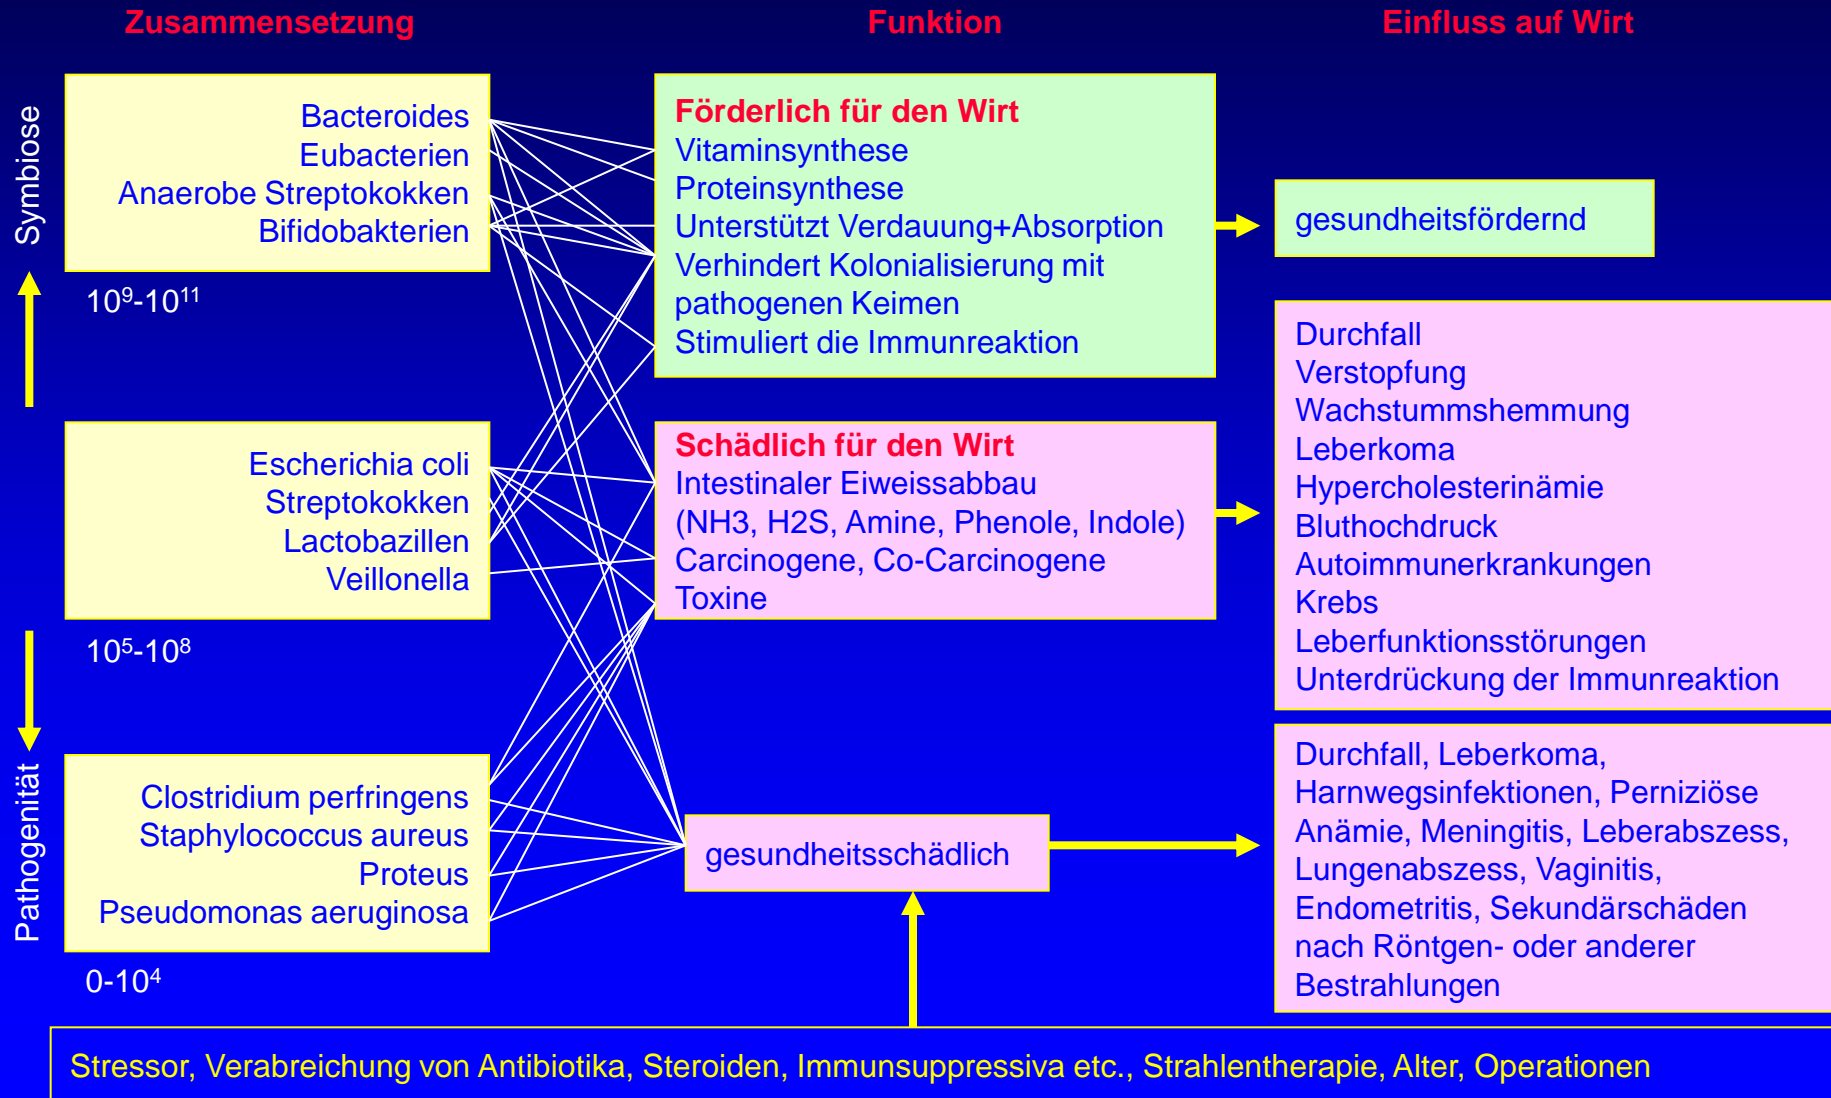 Zusammensetzung
Funktion
Einfluss auf Wirt
Symbiose
Bacteroides
Eubacterien
Anaerobe Streptokokken
Bifidobakterien
10⁹-10¹¹
Förderlich für den Wirt
Vitaminsynthese
Proteinsynthese
Unterstützt Verdauung+Absorption
Verhindert Kolonialisierung mit
pathogenen Keimen
Stimuliert die Immunreaktion
gesundheitsfördernd
Escherichia coli
Streptokokken
Lactobazillen
Veillonella
10⁵-10⁸
Schädlich für den Wirt
Intestinaler Eiweissabbau
(NH3, H2S, Amine, Phenole, Indole)
Carcinogene, Co-Carcinogene
Toxine
Durchfall
Verstopfung
Wachstummshemmung
Leberkoma
Hypercholesterinämie
Bluthochdruck
Autoimmunerkrankungen
Krebs
Leberfunktionsstörungen
Unterdrückung der Immunreaktion
Pathogenität
Clostridium perfringens
Staphylococcus aureus
Proteus
Pseudomonas aeruginosa
0-10⁴
gesundheitsschädlich
Durchfall, Leberkoma,
Harnwegsinfektionen, Perniziöse
Anämie, Meningitis, Leberabszess,
Lungenabszess, Vaginitis,
Endometritis, Sekundärschäden
nach Röntgen- oder anderer
Bestrahlungen
Stressor, Verabreichung von Antibiotika, Steroiden, Immunsuppressiva etc., Strahlentherapie, Alter, Operationen